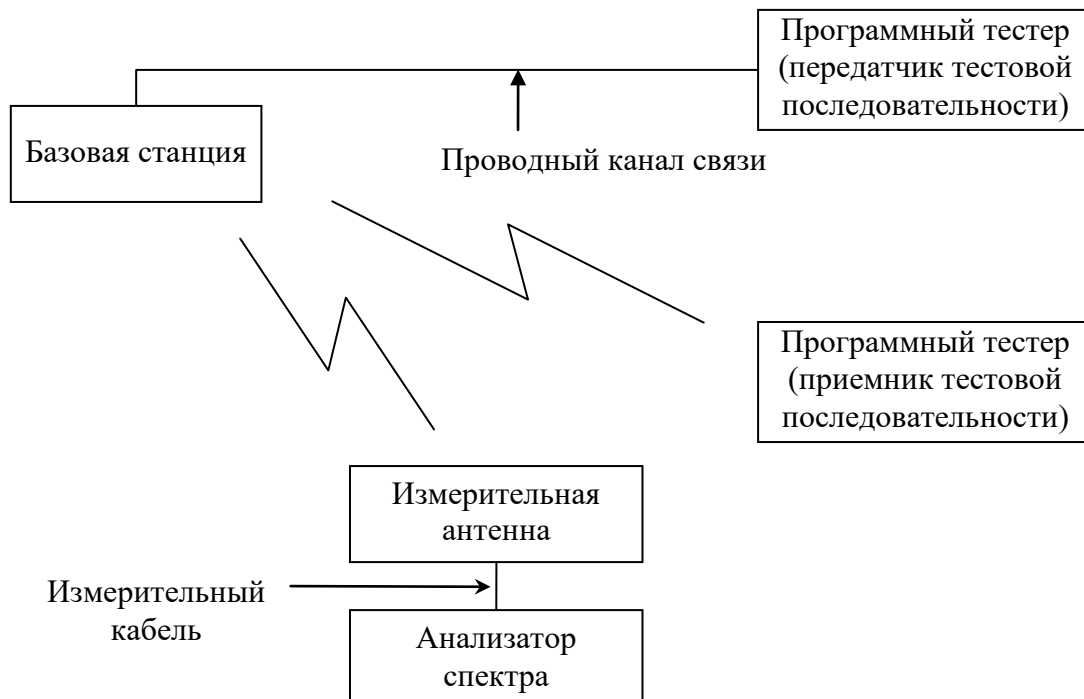 Программный тестер
(передатчик тестовой
последовательности)
Базовая станция
Проводный канал связи
Программный тестер
(приемник тестовой
последовательности)
Измерительная
антенна
Измерительный
кабель
Анализатор
спектра